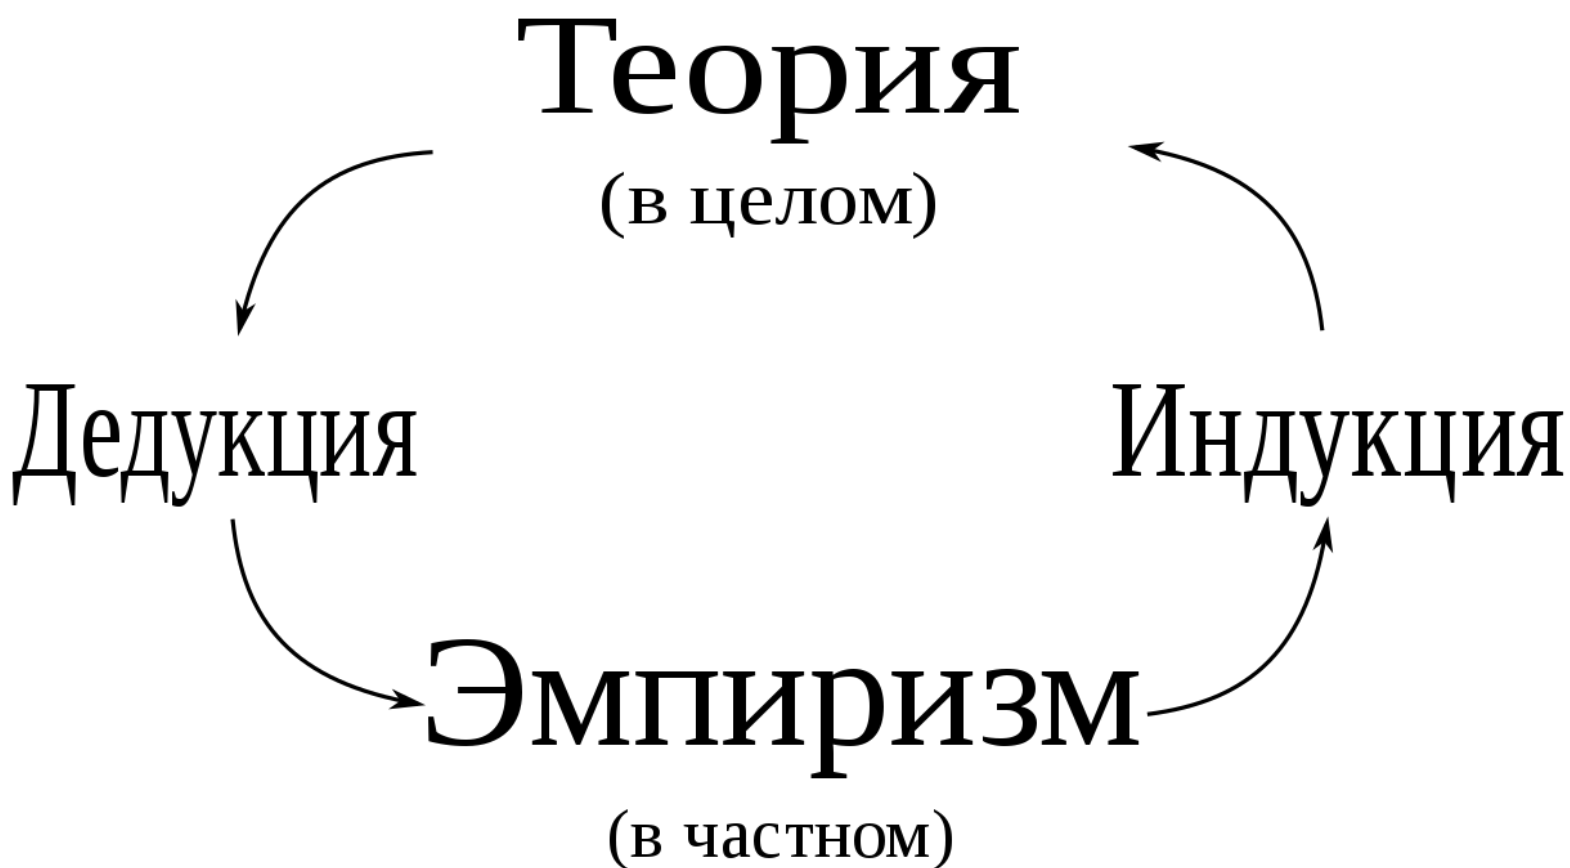 Теория
(в целом)
Дедукция
Индукция
Эмпиризм
(в частном)